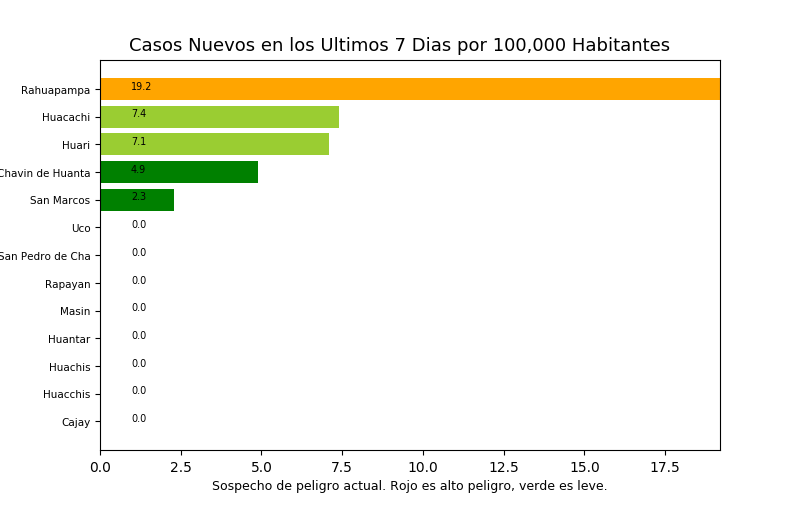 Casos Nuevos en los Ultimos 7 Dias por 100,000 Habitantes
Rahuapampa 19.2
Huacachi 7.4
Huari 7.1
Chavin de Huanta 4.9
San Marcos 2.3
Uco 0.0
San Pedro de Cha 0.0
Rapayan 0.0
Masin 0.0
Huantar 0.0
Huachis 0.0
Huacchis 0.0
Cajay 0.0
0.0 2.5 5.0 7.5 10.0 12.5 15.0 17.5
Sospecho de peligro actual. Rojo es alto peligro, verde es leve.